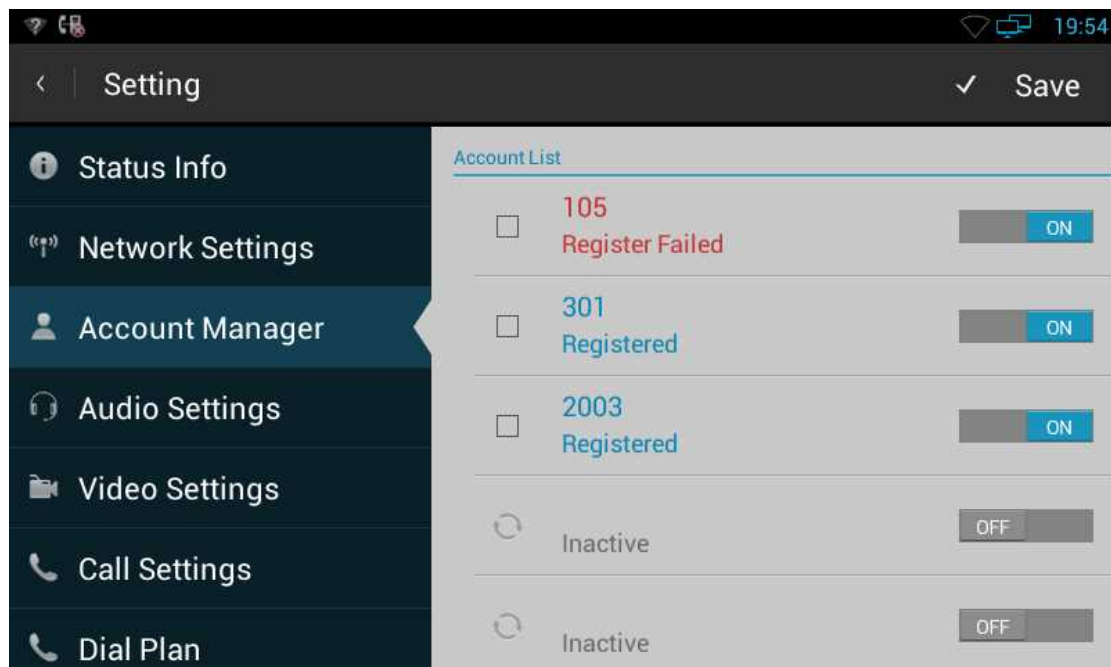 19:54
Setting
Save
Status Info
Network Settings
Account Manager
Audio Settings
Video Settings
Call Settings
Dial Plan
Account List
105
Register Failed
ON
301
Registered
ON
2003
Registered
ON
Inactive
OFF
Inactive
OFF